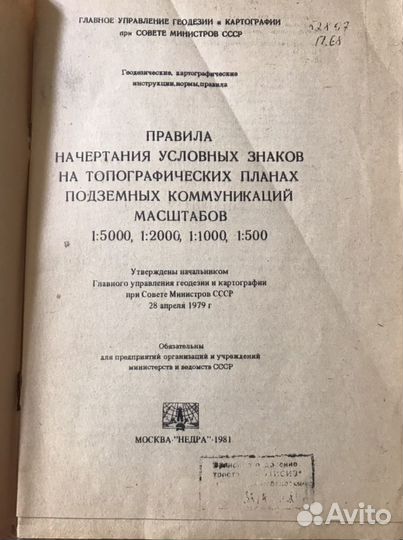 ГЛАВНОЕ УПРАВЛЕНИЕ ГЕОДЕЗИИ и КАРТОГРАФИИ
при СОВЕТЕ МИНИСТРОВ СССР
Геодезические, картографические
инструкции, нормы, правила
ПРАВИЛА
НАЧЕРТАНИЯ УСЛОВНЫХ ЗНАКОВ
НА ТОПОГРАФИЧЕСКИХ ПЛАНАХ
ПОДЗЕМНЫХ КОММУНИКАЦИЙ
МАСШТАБОВ
1:5000, 1:2000, 1:1000, 1:500
Утверждены начальником
Главного управления геодезии и картографии
при Совете Министров СССР
28 апреля 1979 г
Обязательны
для предприятий организаций и учреждений
министерств и ведомств СССР
МОСКВА-"НЕДРА"-1981
Avito